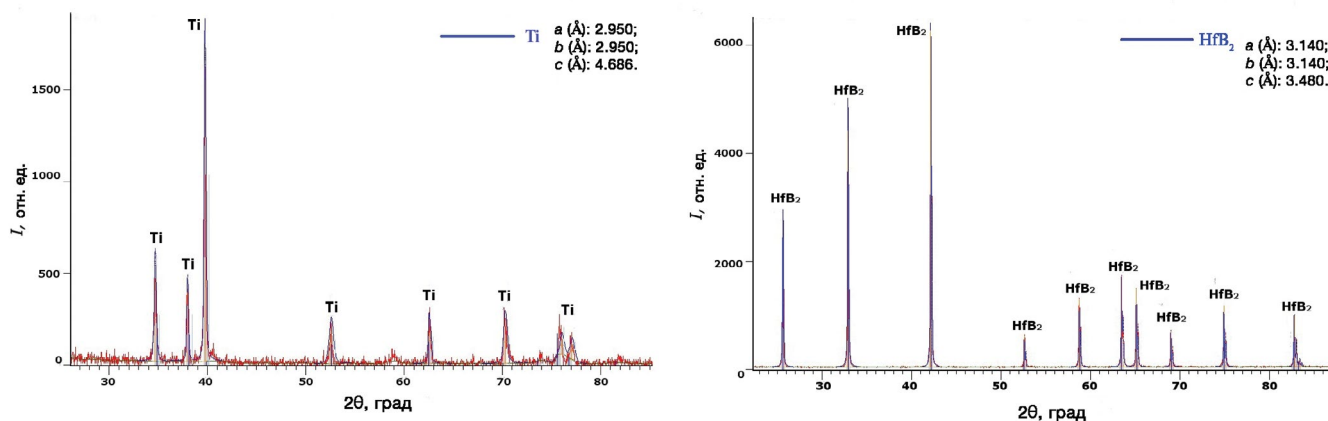 Ti
Ti
a (Å): 2.950;
b (Å): 2.950;
c (Å): 4.686.
1500
1000
500
0
I, отн. ед.
Ti
Ti
Ti
Ti
Ti
Ti
30
40
50
60
70
80
2θ, град
HfB₂
HfB₂
a (Å): 3.140;
b (Å): 3.140;
c (Å): 3.480.
6000
4000
2000
0
I, отн. ед.
HfB₂
HfB₂
HfB₂
HfB₂
HfB₂
HfB₂
HfB₂
HfB₂
HfB₂
30
40
50
60
70
80
2θ, град